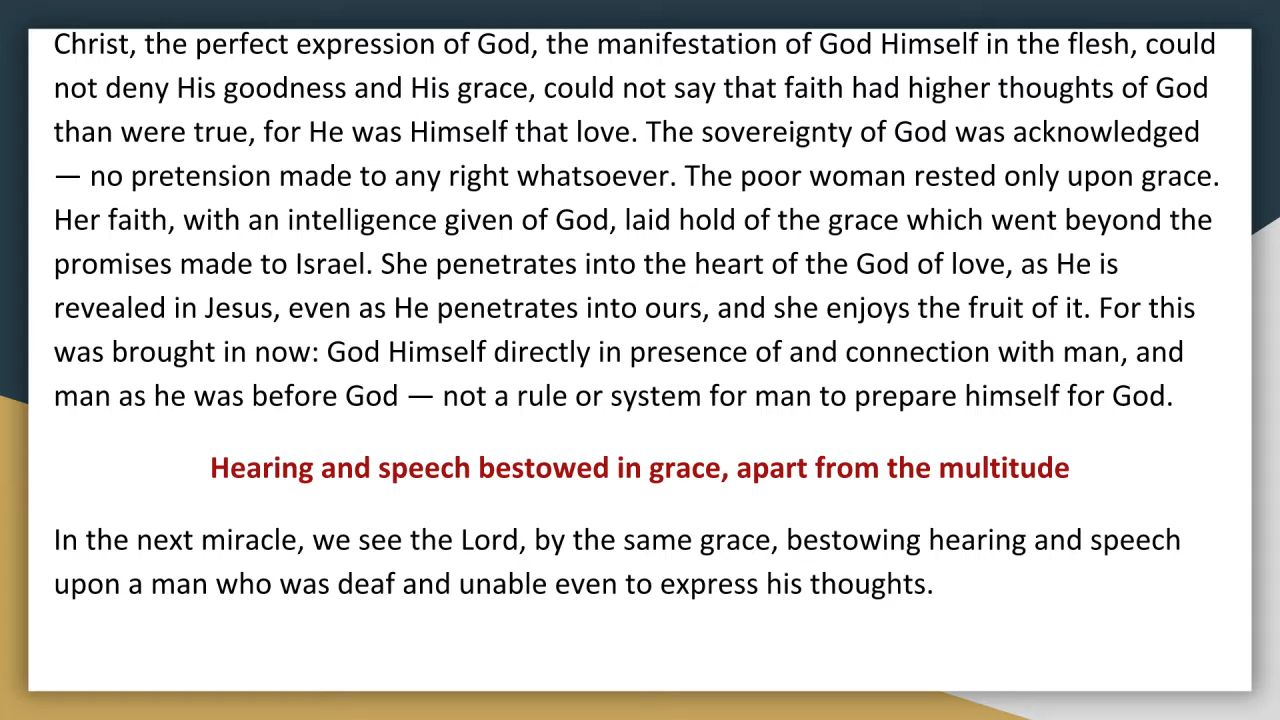 Christ, the perfect expression of God, the manifestation of God Himself in the flesh, could
not deny His goodness and His grace, could not say that faith had higher thoughts of God
than were true, for He was Himself that love. The sovereignty of God was acknowledged
— no pretension made to any right whatsoever. The poor woman rested only upon grace.
Her faith, with an intelligence given of God, laid hold of the grace which went beyond the
promises made to Israel. She penetrates into the heart of the God of love, as He is
revealed in Jesus, even as He penetrates into ours, and she enjoys the fruit of it. For this
was brought in now: God Himself directly in presence of and connection with man, and
man as he was before God — not a rule or system for man to prepare himself for God.
Hearing and speech bestowed in grace, apart from the multitude
In the next miracle, we see the Lord, by the same grace, bestowing hearing and speech
upon a man who was deaf and unable even to express his thoughts.